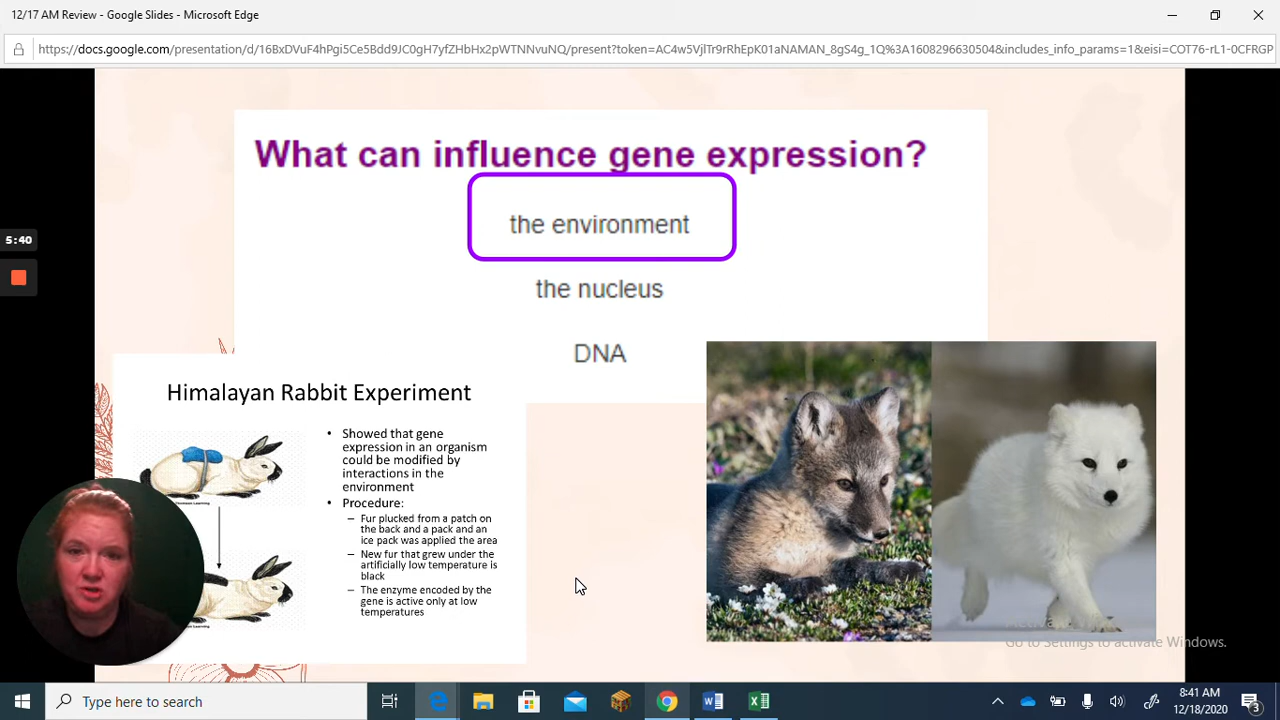 12/17 AM Review - Google Slides - Microsoft Edge
https://docs.google.com/presentation/d/16BxDVuF4hPgi5Ce5Bdd9JC0gH7yfZHbHx2pWTNNvuNQ/present?token=AC4w5VjlTr9rRhEpK01aNAMAN_8gS4g_1Q%3A1608296630504&includes_info_params=1&eisi=COT76-rL1-0CFRGP
What can influence gene expression?
the environment
5:40
the nucleus
DNA
Himalayan Rabbit Experiment
• Showed that gene
expression in an organism
could be modified by
interactions in the
environment
• Procedure:
– Fur plucked from a patch on
the back and a pack and an
ice pack was applied the area
– New fur that grew under the
artificially low temperature is
black
– The enzyme encoded by the
gene is active only at low
temperatures
Go to Settings to activate Windows.
Type here to search
8:41 AM
12/18/2020
3